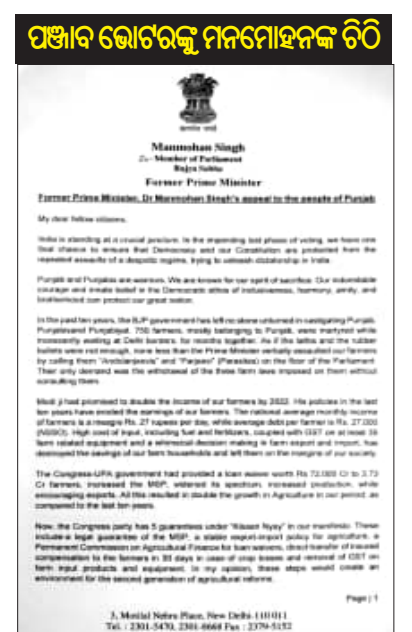 ପଞ୍ଜାବ ଭୋଟରଙ୍କୁ ମନମୋହନଙ୍କ ଚିଠି
Manmohan Singh
Ex- Member of Parliament
Rajya Sabha
Former Prime Minister
Former Prime Minister, Dr Manmohan Singh's appeal to the people of Punjab
My dear fellow citizens,
India is standing at a crucial juncture. In the impending last phase of voting, we have one
final chance to ensure that Democracy and our Constitution are protected from the
repeated assaults of a despotic regime, trying to unleash dictatorship in India.
Punjab and Punjabis are warriors. We are known for our spirit of sacrifice. Our indomitable
courage and innate belief in the Democratic ethos of inclusiveness, harmony, amity, and
brotherhood can protect our great nation.
In the past ten years, the BJP government has left no stone unturned in castigating Punjab,
Punjabis and Punjabiyat. 750 farmers, mostly belonging to Punjab, were martyred while
incessantly waiting at Delhi borders, for months together. As if the lathis and the rubber
bullets were not enough, none less than the Prime Minister verbally assaulted our farmers
by calling them "Andolanjeevis" and "Parjeevi" (Parasites) on the floor of the Parliament.
Their only demand was the withdrawal of the three farm laws imposed on them without
consulting them.
Modi ji had promised to double the income of our farmers by 2022. His policies in the last
ten years have eroded the earnings of our farmers. The national average monthly income
of farmers is a meagre Rs. 27 rupees per day, while average debt per farmer is Rs. 27,000
(NSSO). High cost of input, including fuel and fertilizers, coupled with GST on at least 35
farm related equipment and a whimsical decision making in farm export and import, has
destroyed the savings of our farm households and left them on the margins of our society.
The Congress-UPA government had provided a loan waiver worth Rs 72,000 Cr to 3.73
Cr farmers, increased the MSP, widened its spectrum, increased production, while
encouraging exports. All this resulted in double the growth in Agriculture in our period, as
compared to the last ten years.
Now, the Congress party has 5 guarantees under "Kisaan Nyay" in our manifesto. These
include a legal guarantee of the MSP, a stable export-import policy for agriculture, a
Permanent Commission on Agricultural Finance for loan waivers, direct transfer of insured
compensation to the farmers in 30 days in case of crop losses and removal of GST on
farm input products and equipment. In my opinion, these steps would create an
environment for the second generation of agricultural reforms.
Page | 1
3, Motilal Nehru Place, New Delhi-110 011
Tel. : 2301-5470, 2301-8668 Fax : 2379-5152